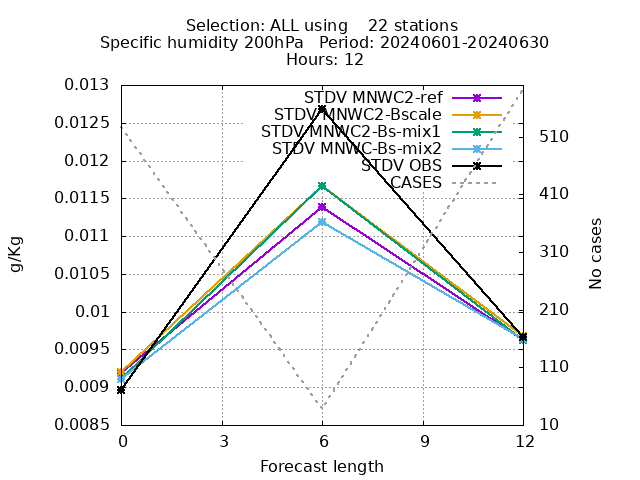 Selection: ALL using    22 stations
Specific humidity 200hPa   Period: 20240601-20240630
Hours: 12
STDV MNWC2-ref
STDV MNWC2-Bscale
STDV MNWC2-Bs-mix1
STDV MNWC-Bs-mix2
STDV OBS
CASES
0.013
0.0125
0.012
0.0115
0.011
0.0105
0.01
0.0095
0.009
0.0085
g/Kg
510
410
310
210
110
10
No cases
0 3 6 9 12
Forecast length